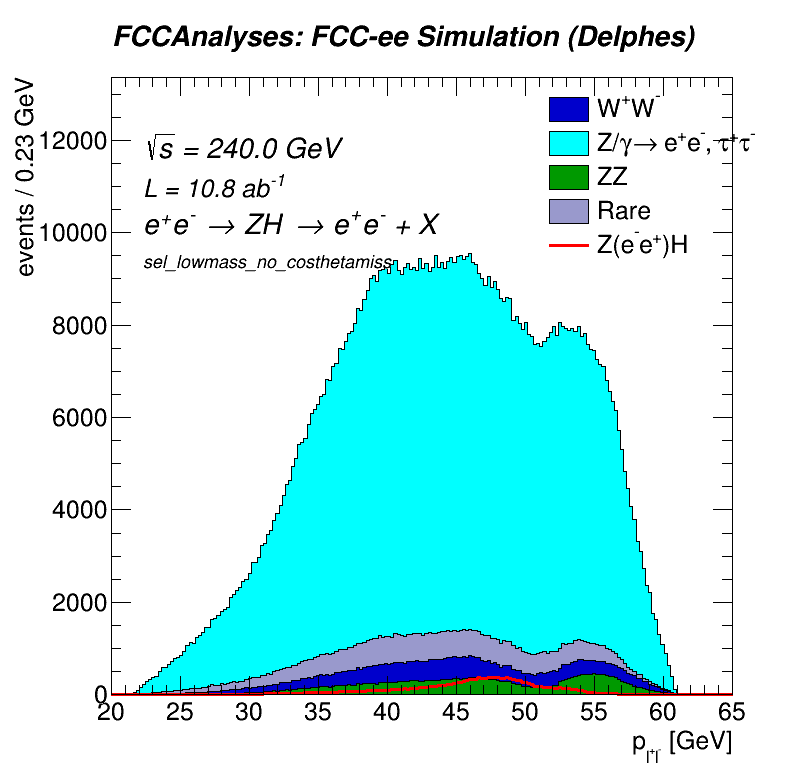 FCCAnalyses: FCC-ee Simulation (Delphes)
events / 0.23 GeV
√s = 240.0 GeV
L = 10.8 ab⁻¹
e⁺e⁻ → ZH → e⁺e⁻ + X
sel_lowmass_no_costhetamiss
W⁺W⁻
Z/γ→ e⁺e⁻, τ⁺τ⁻
ZZ
Rare
Z(e⁻e⁺)H
12000
10000
8000
6000
4000
2000
0
20 25 30 35 40 45 50 55 60 65
p_l⁺l⁻ [GeV]